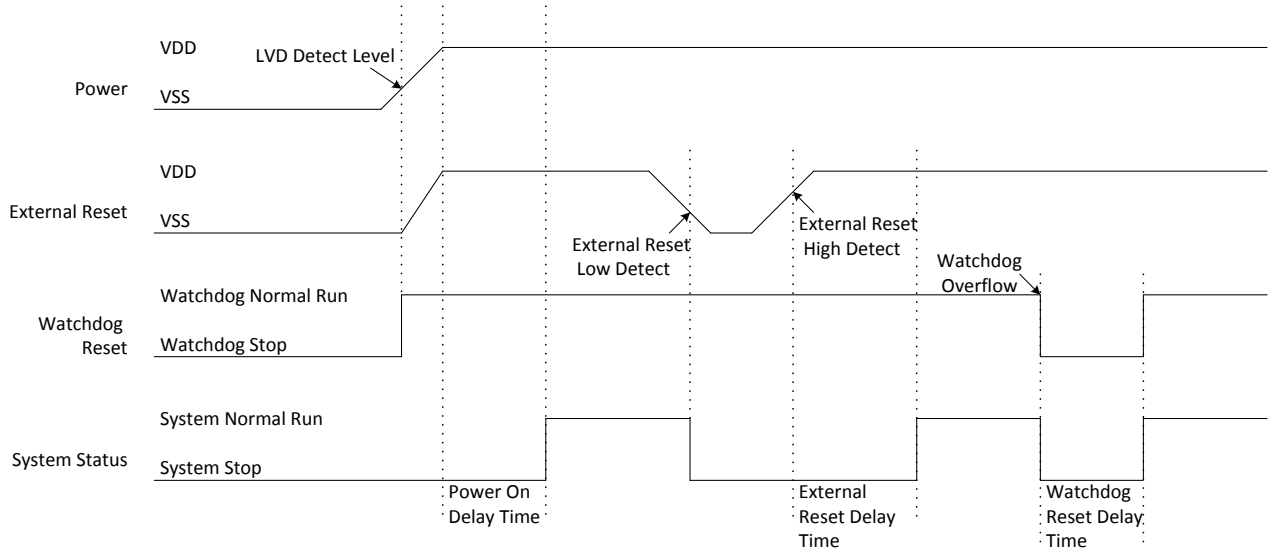 VDD
LVD Detect Level
Power
VSS
VDD
External Reset
VSS
External Reset
Low Detect
External Reset
High Detect
Watchdog
Overflow
Watchdog Normal Run
Watchdog
Reset
Watchdog Stop
System Normal Run
System Status
System Stop
Power On
Delay Time
External
Reset Delay
Time
Watchdog
Reset Delay
Time